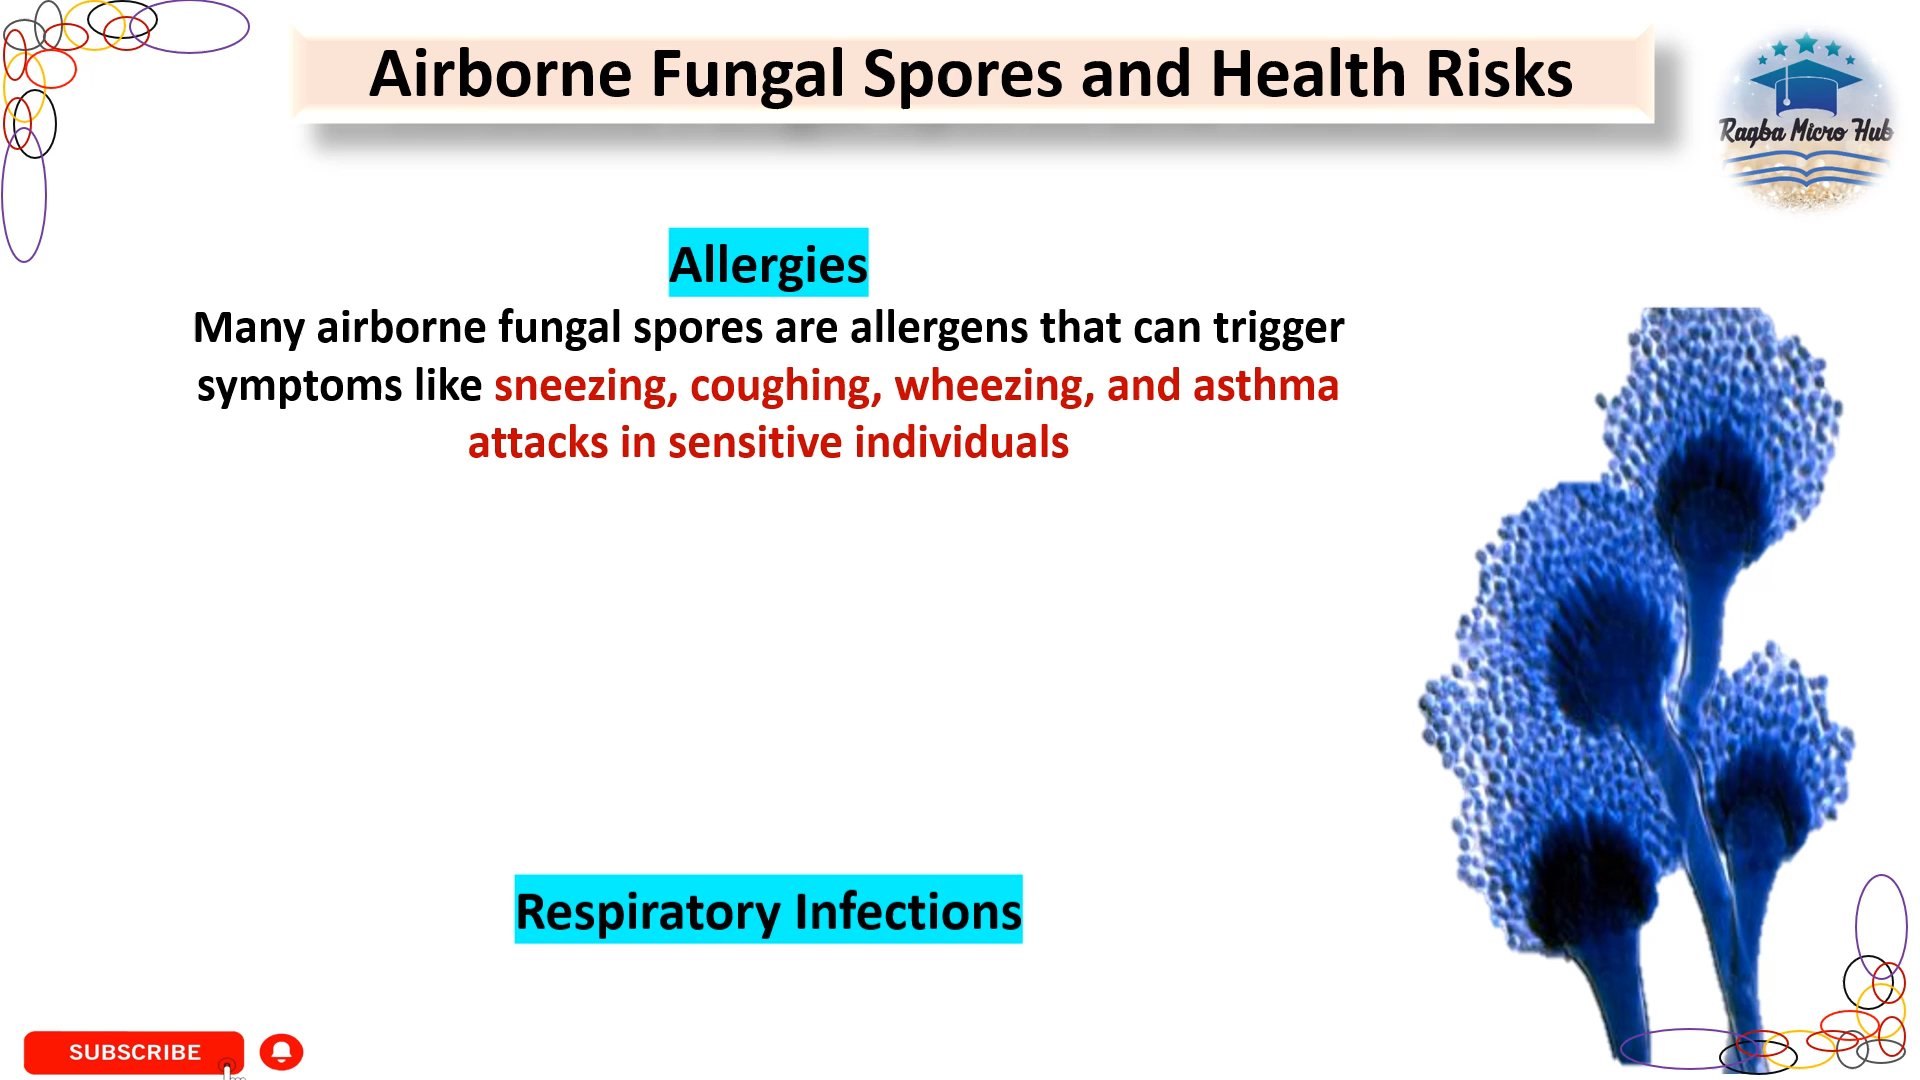 Airborne Fungal Spores and Health Risks
Raqba Micro Hub
Allergies
Many airborne fungal spores are allergens that can trigger
symptoms like sneezing, coughing, wheezing, and asthma
attacks in sensitive individuals
Respiratory Infections
SUBSCRIBE